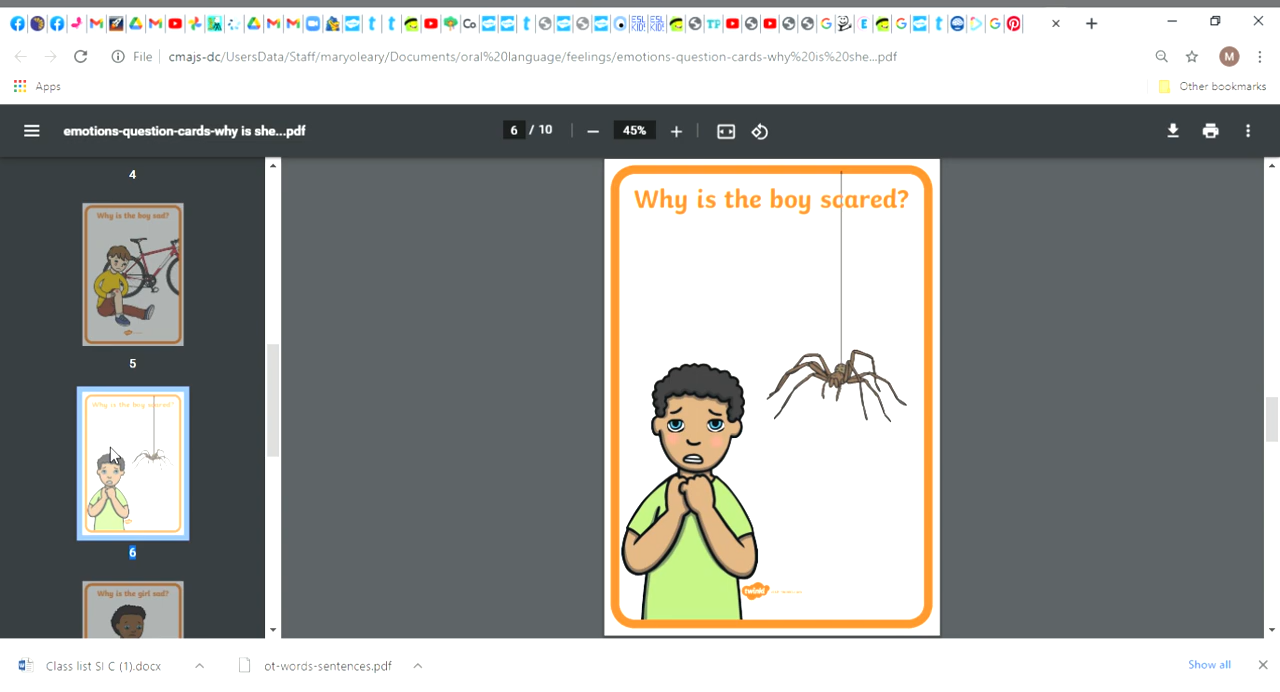 Co
TP
G
E
G
G
File
cmajs-dc/UsersData/Staff/maryoleary/Documents/oral%20language/feelings/emotions-question-cards-why%20is%20she...pdf
M
Apps
Other bookmarks
emotions-question-cards-why is she...pdf
6 / 10
45%
4
Why is the boy sad?
5
Why is the boy scared?
6
Why is the girl sad?
Why is the boy scared?
twinkl
Class list SI C (1).docx
ot-words-sentences.pdf
Show all